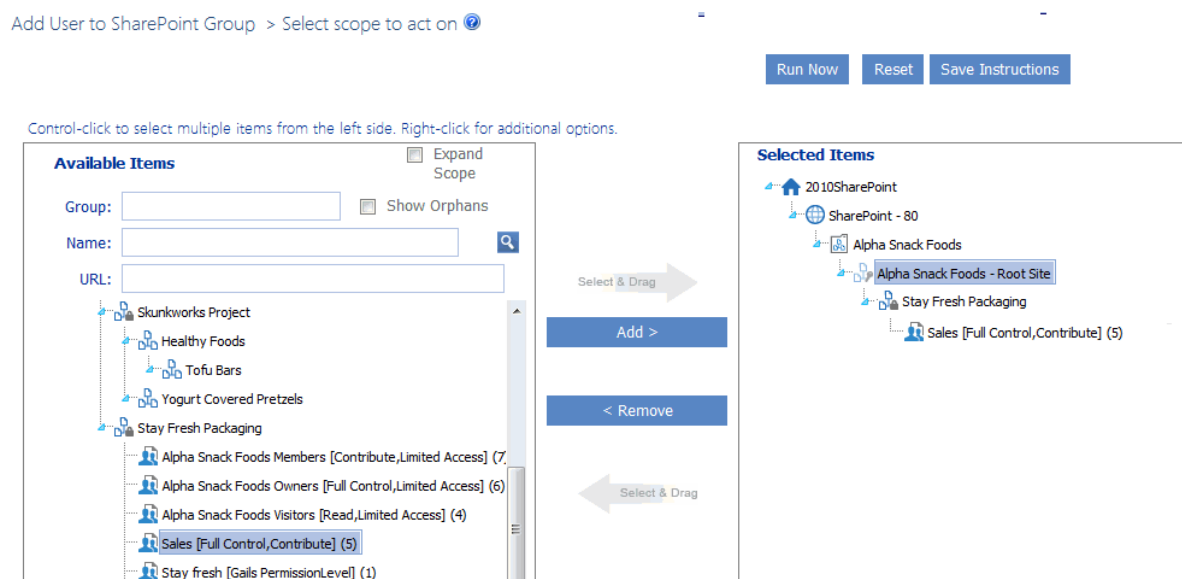 Add User to SharePoint Group > Select scope to act on
Run Now Reset Save Instructions
Control-click to select multiple items from the left side. Right-click for additional options.
Available Items
Expand Scope
Group:
Show Orphans
Name:
URL:
Skunkworks Project
Healthy Foods
Tofu Bars
Yogurt Covered Pretzels
Stay Fresh Packaging
Alpha Snack Foods Members [Contribute,Limited Access] (7
Alpha Snack Foods Owners [Full Control,Limited Access] (6)
Alpha Snack Foods Visitors [Read,Limited Access] (4)
Sales [Full Control,Contribute] (5)
Stay fresh [Gails PermissionLevel] (1)
Select & Drag
Add >
< Remove
Select & Drag
Selected Items
2010SharePoint
SharePoint - 80
Alpha Snack Foods
Alpha Snack Foods - Root Site
Stay Fresh Packaging
Sales [Full Control,Contribute] (5)